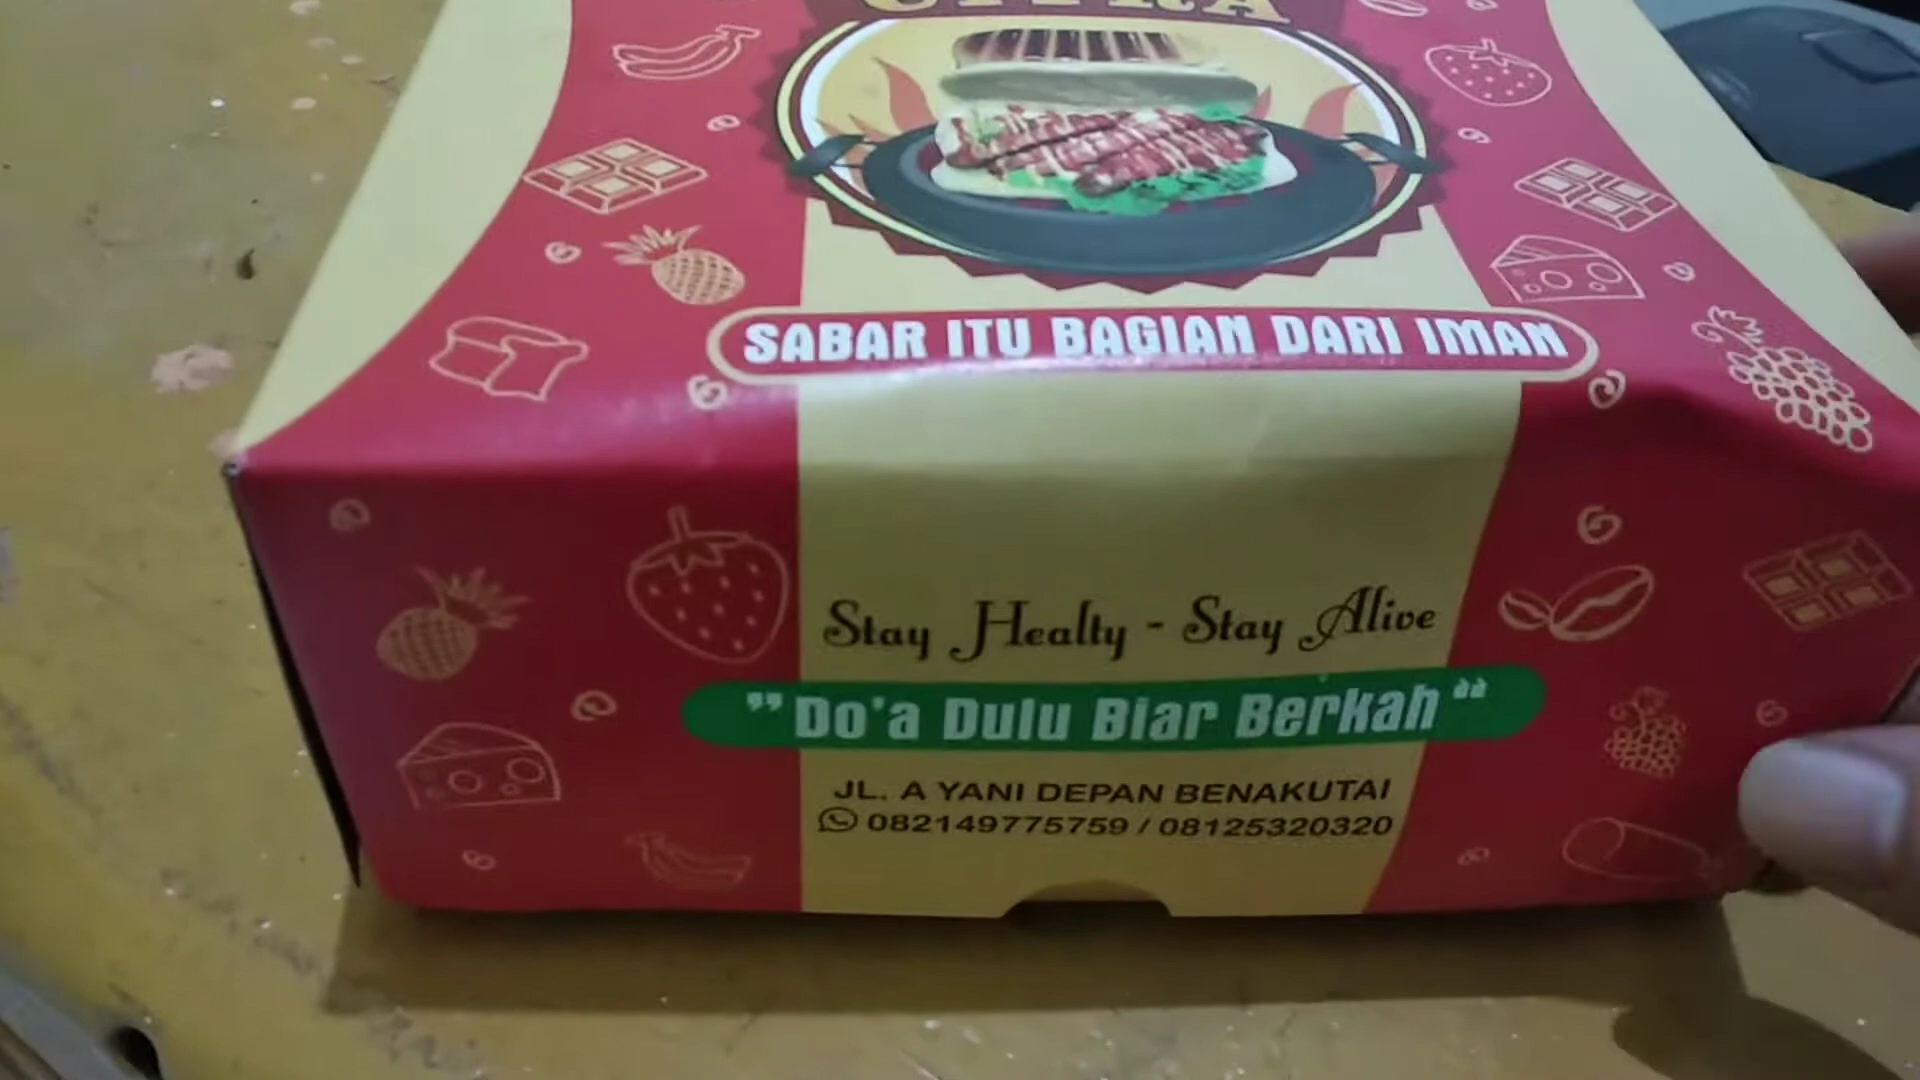 SABAR ITU BAGIAN DARI IMAN
Stay Healty - Stay Alive
"Do'a Dulu Biar Berkah"
JL. A YANI DEPAN BENAKUTAI
082149775759 / 08125320320